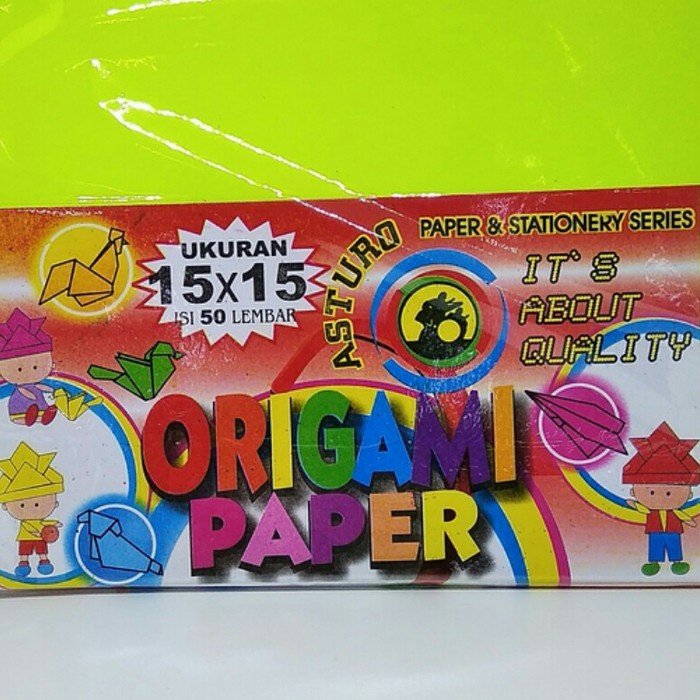 UKURAN
15x15
ISI 50 LEMBAR
ASTURO
PAPER & STATIONERY SERIES
IT'S
ABOUT
QUALITY
ORIGAMI
PAPER